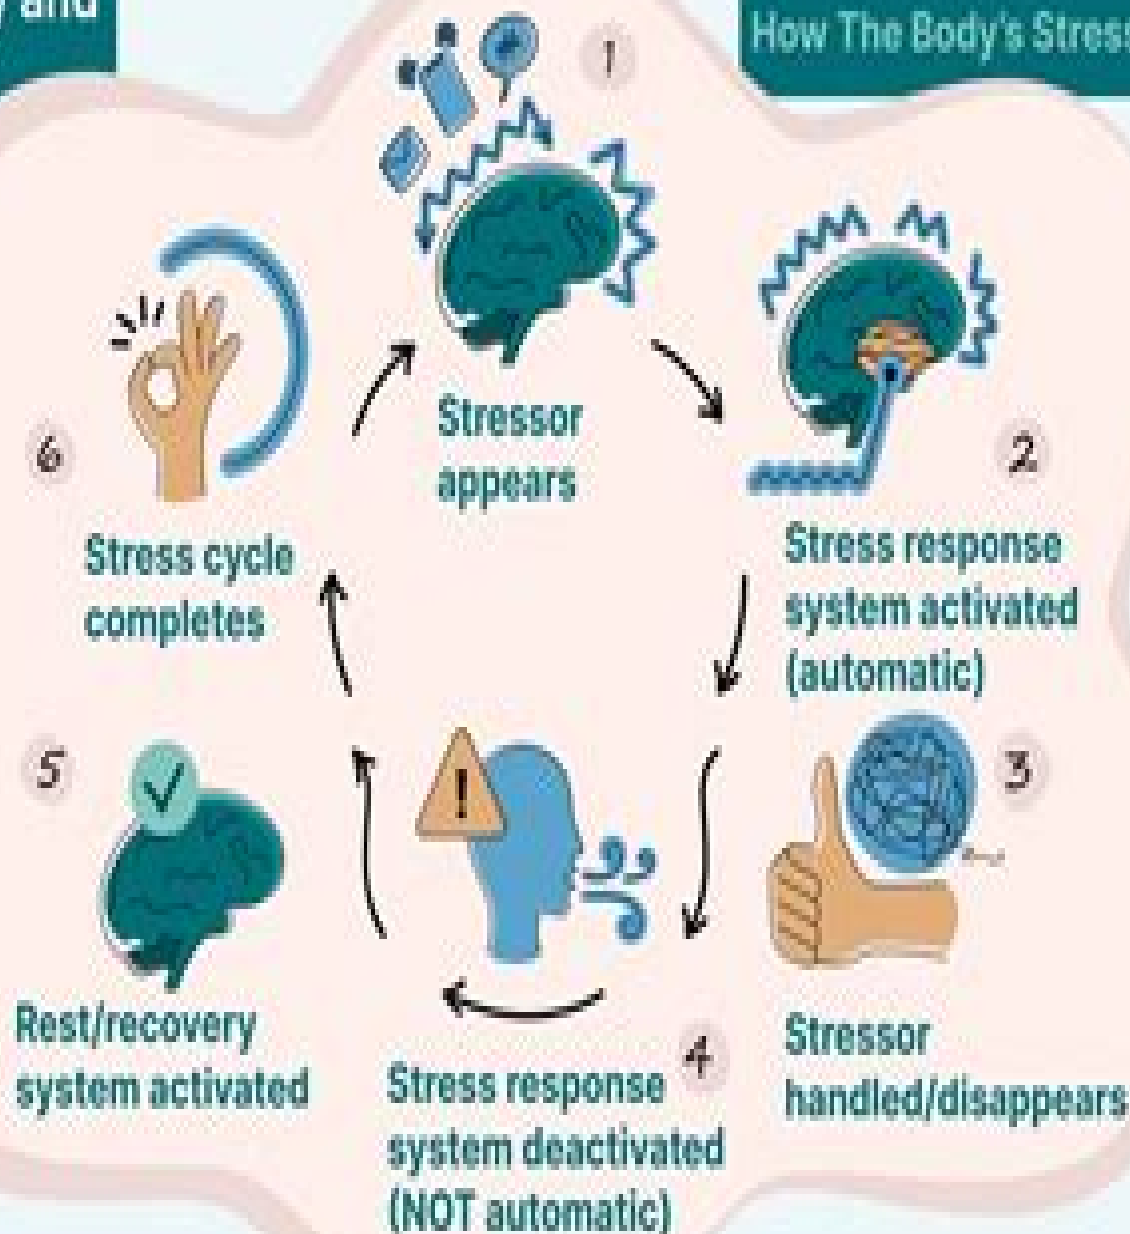 and
How The Body's Stress
1
Stressor
appears
2
Stress response
system activated
(automatic)
3
Stressor
handled/disappears
4
Stress response
system deactivated
(NOT automatic)
5
Rest/recovery
system activated
6
Stress cycle
completes
!